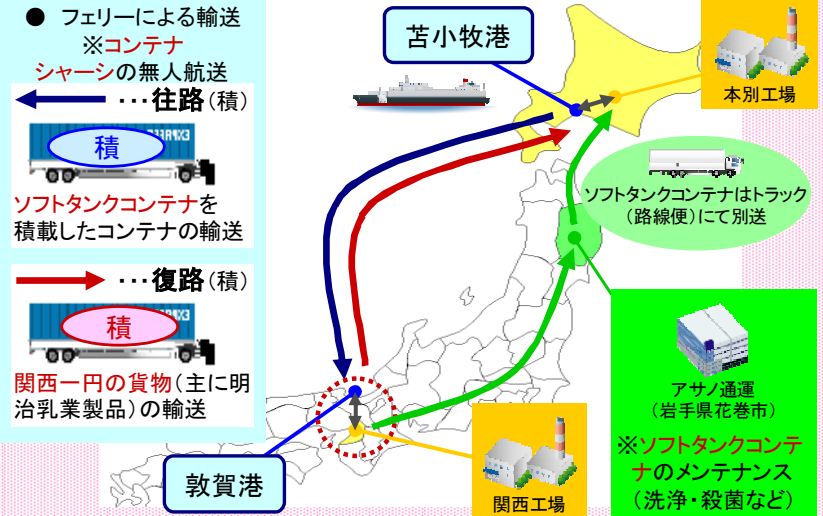 ● フェリーによる輸送
※コンテナ
シャーシの無人航送
…往路(積)
積
ソフトタンクコンテナを
積載したコンテナの輸送
…復路(積)
積
関西一円の貨物(主に明
治乳業製品)の輸送
苫小牧港
本別工場
ソフトタンクコンテナはトラック
(路線便)にて別送
アサノ通運
(岩手県花巻市)
※ソフトタンクコンテ
ナのメンテナンス
(洗浄・殺菌など)
敦賀港
関西工場